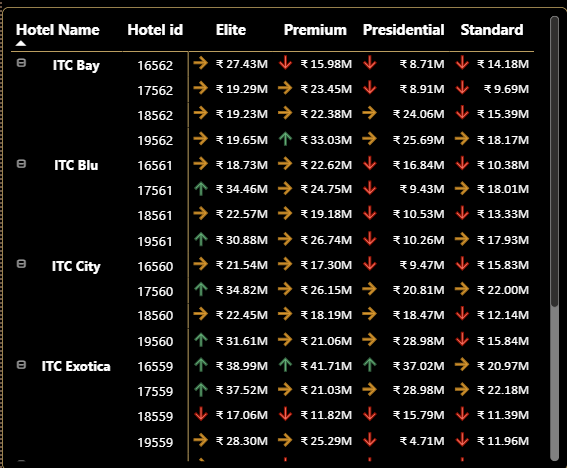 Hotel Name Hotel id Elite Premium Presidential Standard
ITC Bay 16562 ₹ 27.43M ₹ 15.98M ₹ 8.71M ₹ 14.18M
17562 ₹ 19.29M ₹ 23.45M ₹ 8.91M ₹ 9.69M
18562 ₹ 19.23M ₹ 22.38M ₹ 24.06M ₹ 15.39M
19562 ₹ 19.65M ₹ 33.03M ₹ 25.69M ₹ 18.17M
ITC Blu 16561 ₹ 18.73M ₹ 22.62M ₹ 16.84M ₹ 10.38M
17561 ₹ 34.46M ₹ 24.75M ₹ 9.43M ₹ 18.01M
18561 ₹ 22.57M ₹ 19.18M ₹ 10.53M ₹ 13.33M
19561 ₹ 30.88M ₹ 26.74M ₹ 10.26M ₹ 17.93M
ITC City 16560 ₹ 21.54M ₹ 17.30M ₹ 9.47M ₹ 15.83M
17560 ₹ 34.82M ₹ 26.15M ₹ 20.81M ₹ 22.00M
18560 ₹ 22.45M ₹ 18.19M ₹ 18.47M ₹ 12.14M
19560 ₹ 31.61M ₹ 21.06M ₹ 28.98M ₹ 15.84M
ITC Exotica 16559 ₹ 38.99M ₹ 41.71M ₹ 37.02M ₹ 20.97M
17559 ₹ 37.52M ₹ 21.03M ₹ 28.98M ₹ 22.18M
18559 ₹ 17.06M ₹ 11.82M ₹ 15.79M ₹ 11.39M
19559 ₹ 28.30M ₹ 25.29M ₹ 4.71M ₹ 11.96M